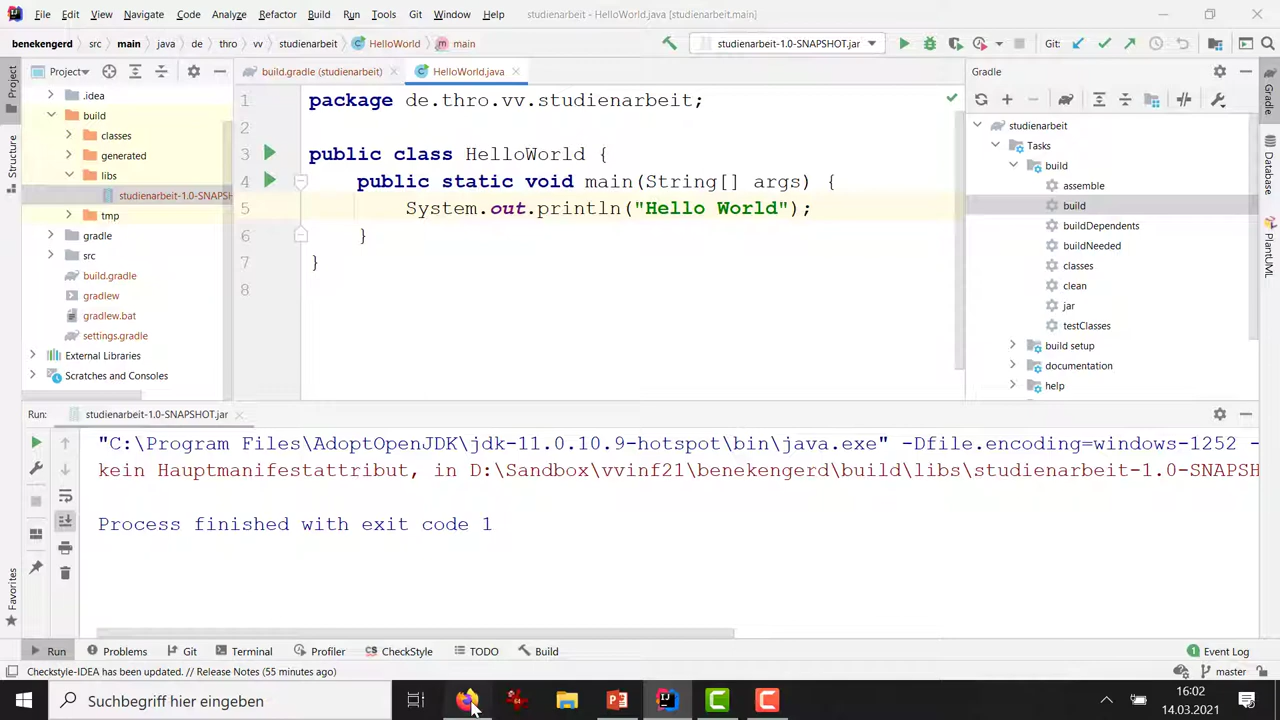 File Edit View Navigate Code Analyze Refactor Build Run Tools Git Window Help studienarbeit - HelloWorld.java [studienarbeit.main]
benekengerd src main java de thro vv studienarbeit HelloWorld main studienarbeit-1.0-SNAPSHOT.jar Git:
Project build.gradle (studienarbeit) HelloWorld.java Gradle
.idea
build
classes
generated
libs
studienarbeit-1.0-SNAPSH
tmp
gradle
src
build.gradle
gradlew
gradlew.bat
settings.gradle
External Libraries
Scratches and Consoles
1 package de.thro.vv.studienarbeit;
2
3 public class HelloWorld {
4 public static void main(String[] args) {
5 System.out.println("Hello World");
6 }
7 }
8
studienarbeit
Tasks
build
assemble
build
buildDependents
buildNeeded
classes
clean
jar
testClasses
build setup
documentation
help
Project
Structure
Favorites
Gradle
Database
PlantUML
Run: studienarbeit-1.0-SNAPSHOT.jar
"C:\Program Files\AdoptOpenJDK\jdk-11.0.10.9-hotspot\bin\java.exe" -Dfile.encoding=windows-1252 -
kein Hauptmanifestattribut, in D:\Sandbox\vvinf21\benekengerd\build\libs\studienarbeit-1.0-SNAPSH
Process finished with exit code 1
Run Problems Git Terminal Profiler CheckStyle TODO Build 1 Event Log
Checkstyle-IDEA has been updated. // Release Notes (55 minutes ago) master
Suchbegriff hier eingeben
16:02
14.03.2021